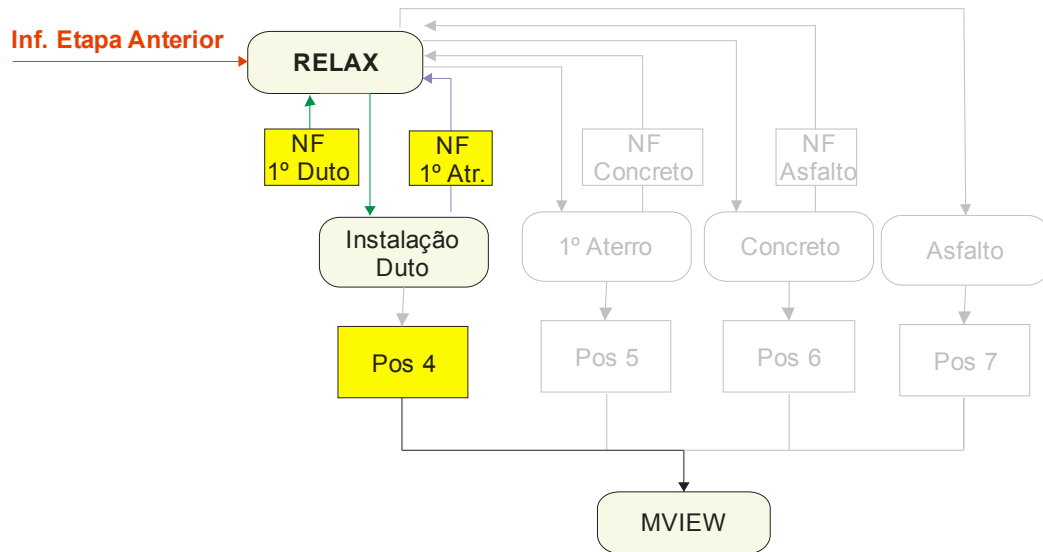 Inf. Etapa Anterior
RELAX
NF
1º Duto
NF
1º Atr.
NF
Concreto
NF
Asfalto
Instalação
Duto
1º Aterro
Concreto
Asfalto
Pos 4
Pos 5
Pos 6
Pos 7
MVIEW